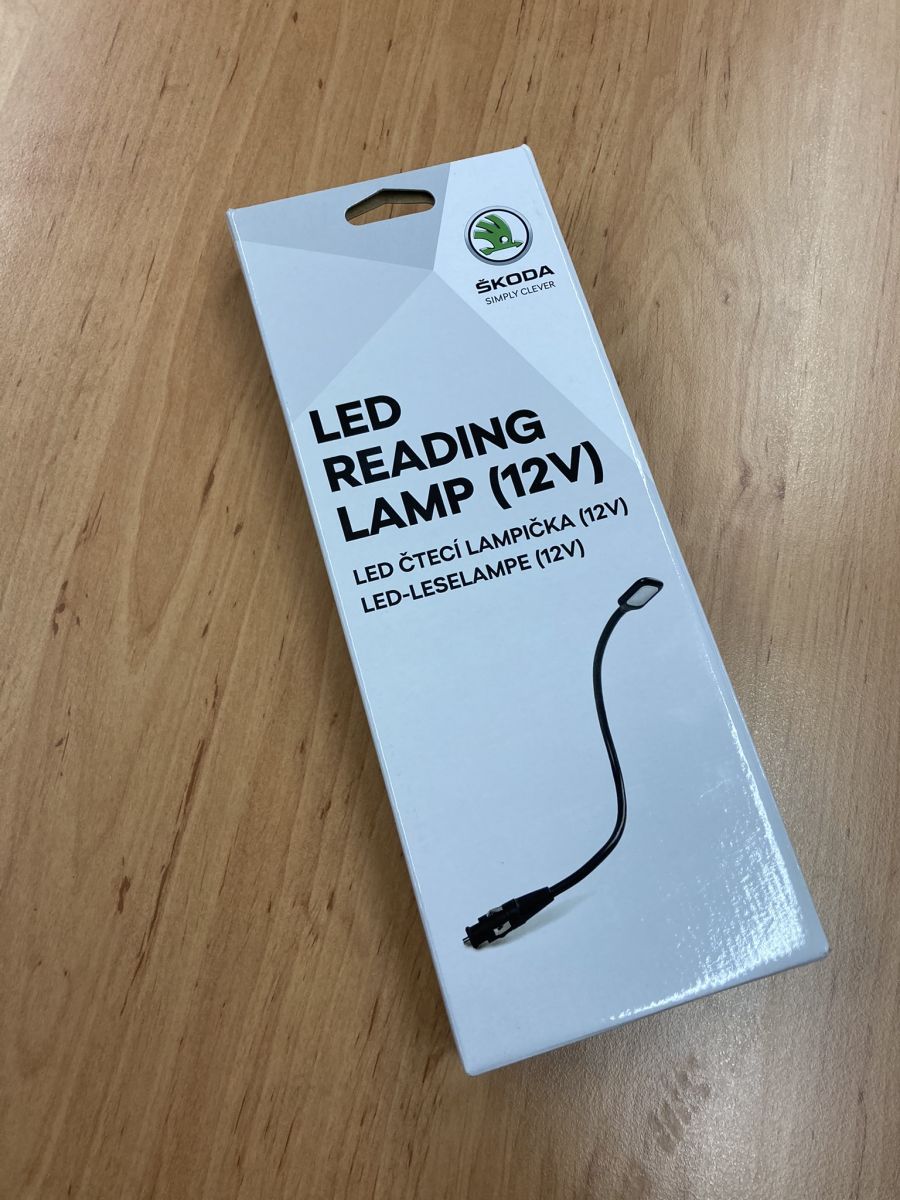 ŠKODA
SIMPLY CLEVER
LED
READING
LAMP (12V)
LED ČTECÍ LAMPIČKA (12V)
LED-LESELAMPE (12V)